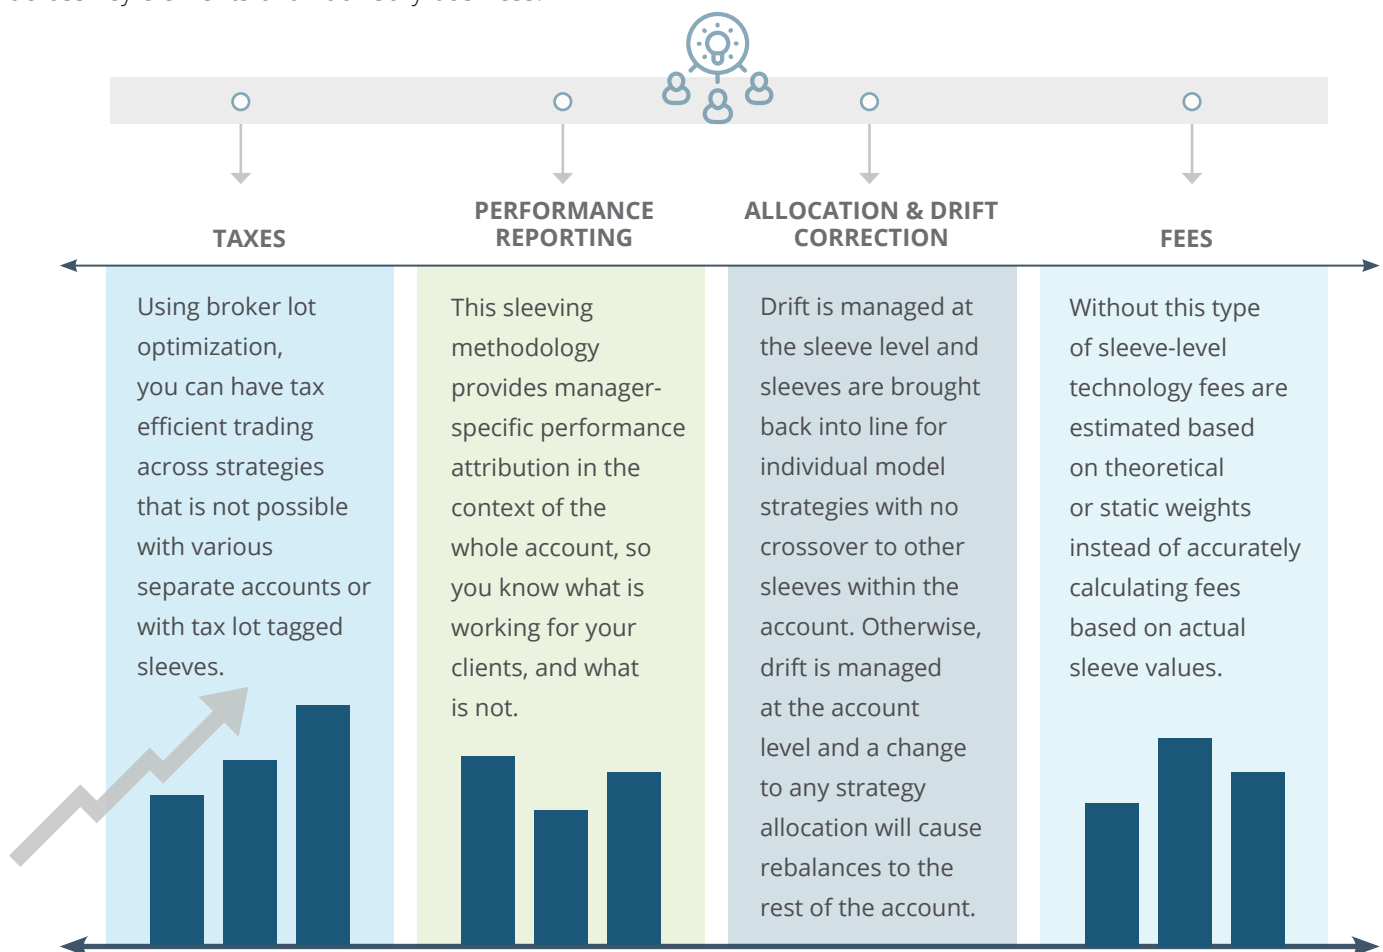 TAXES
Using broker lot
optimization,
you can have tax
efficient trading
across strategies
that is not possible
with various
separate accounts or
with tax lot tagged
sleeves.
PERFORMANCE
REPORTING
This sleeving
methodology
provides manager-
specific performance
attribution in the
context of the
whole account, so
you know what is
working for your
clients, and what
is not.
ALLOCATION & DRIFT
CORRECTION
Drift is managed at
the sleeve level and
sleeves are brought
back into line for
individual model
strategies with no
crossover to other
sleeves within the
account. Otherwise,
drift is managed
at the account
level and a change
to any strategy
allocation will cause
rebalances to the
rest of the account.
FEES
Without this type
of sleeve-level
technology fees are
estimated based
on theoretical
or static weights
instead of accurately
calculating fees
based on actual
sleeve values.